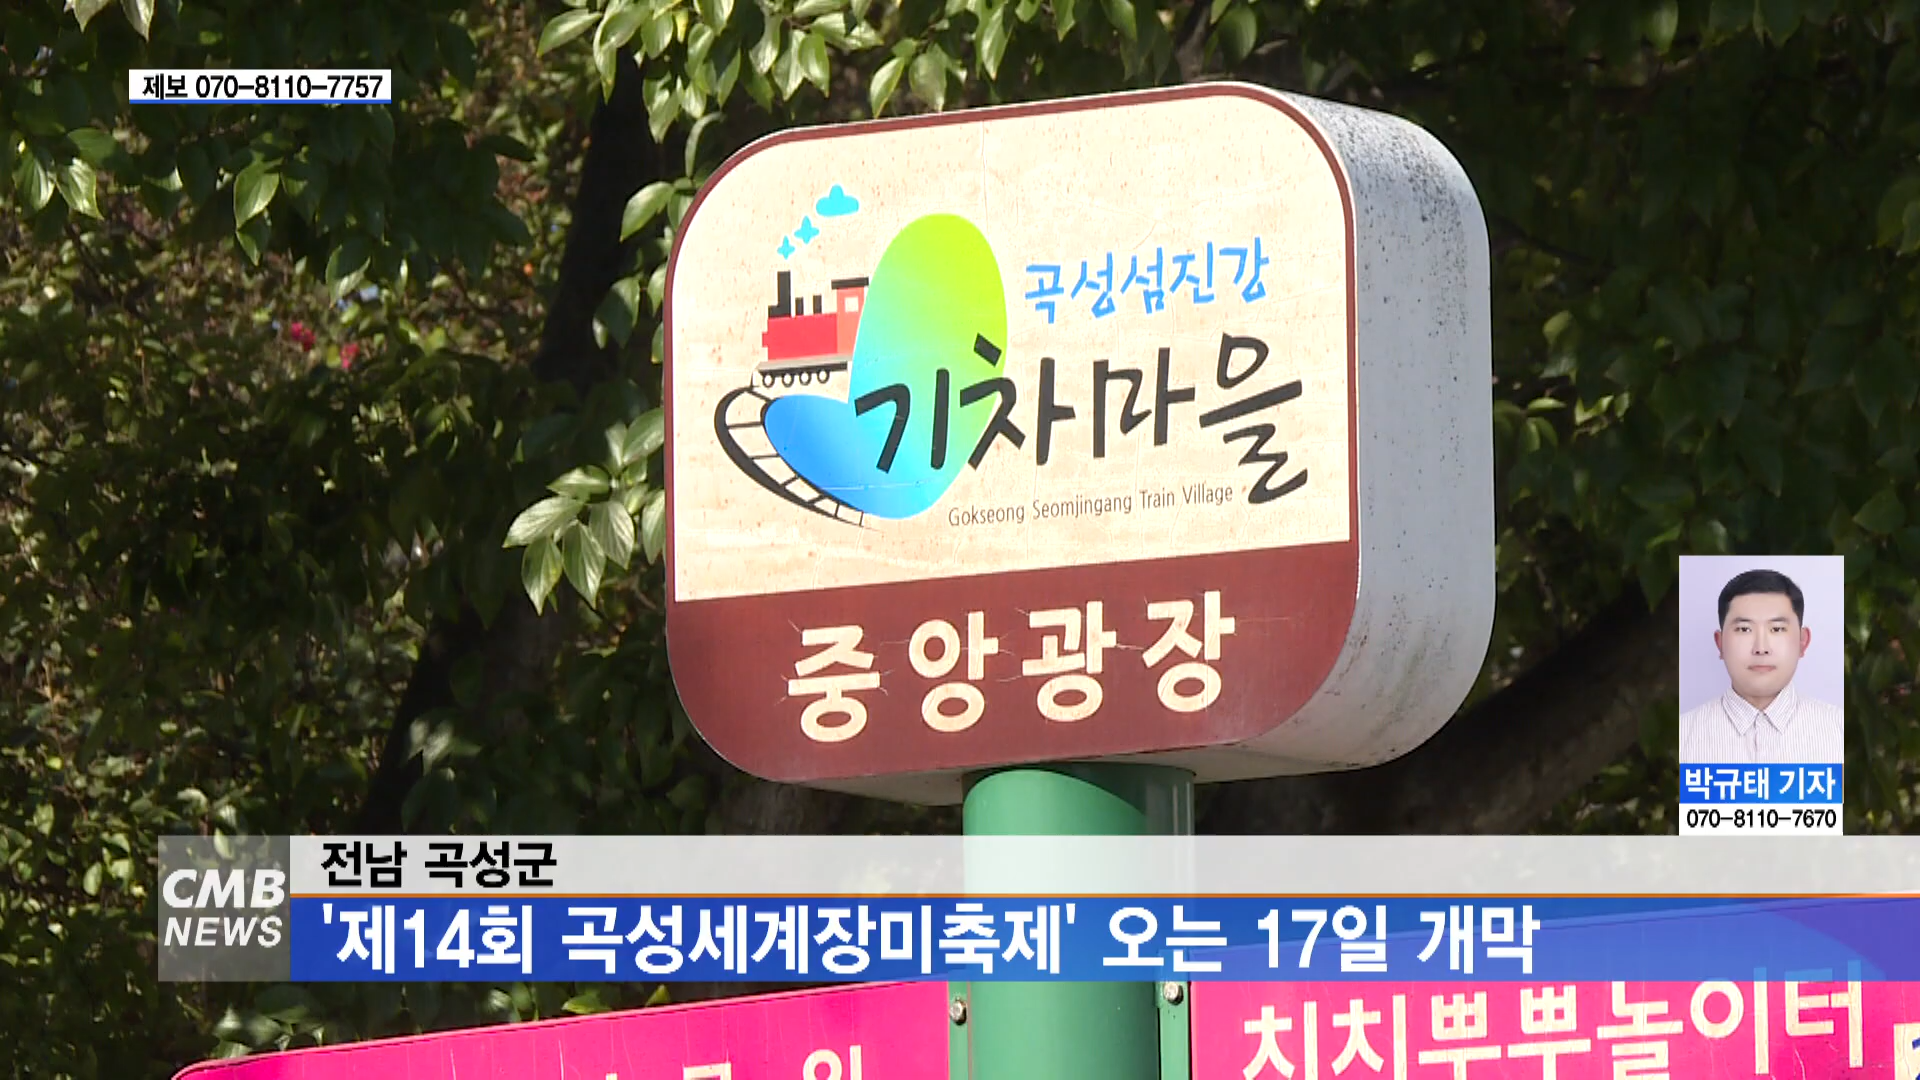 제보 070-8110-7757
곡성섬진강
기차마을
Gokseong Seomjingang Train Village
중앙광장
박규태 기자
070-8110-7670
전남 곡성군
CMB
NEWS
'제14회 곡성세계장미축제' 오는 17일 개막
치치뿌뿌놀이터